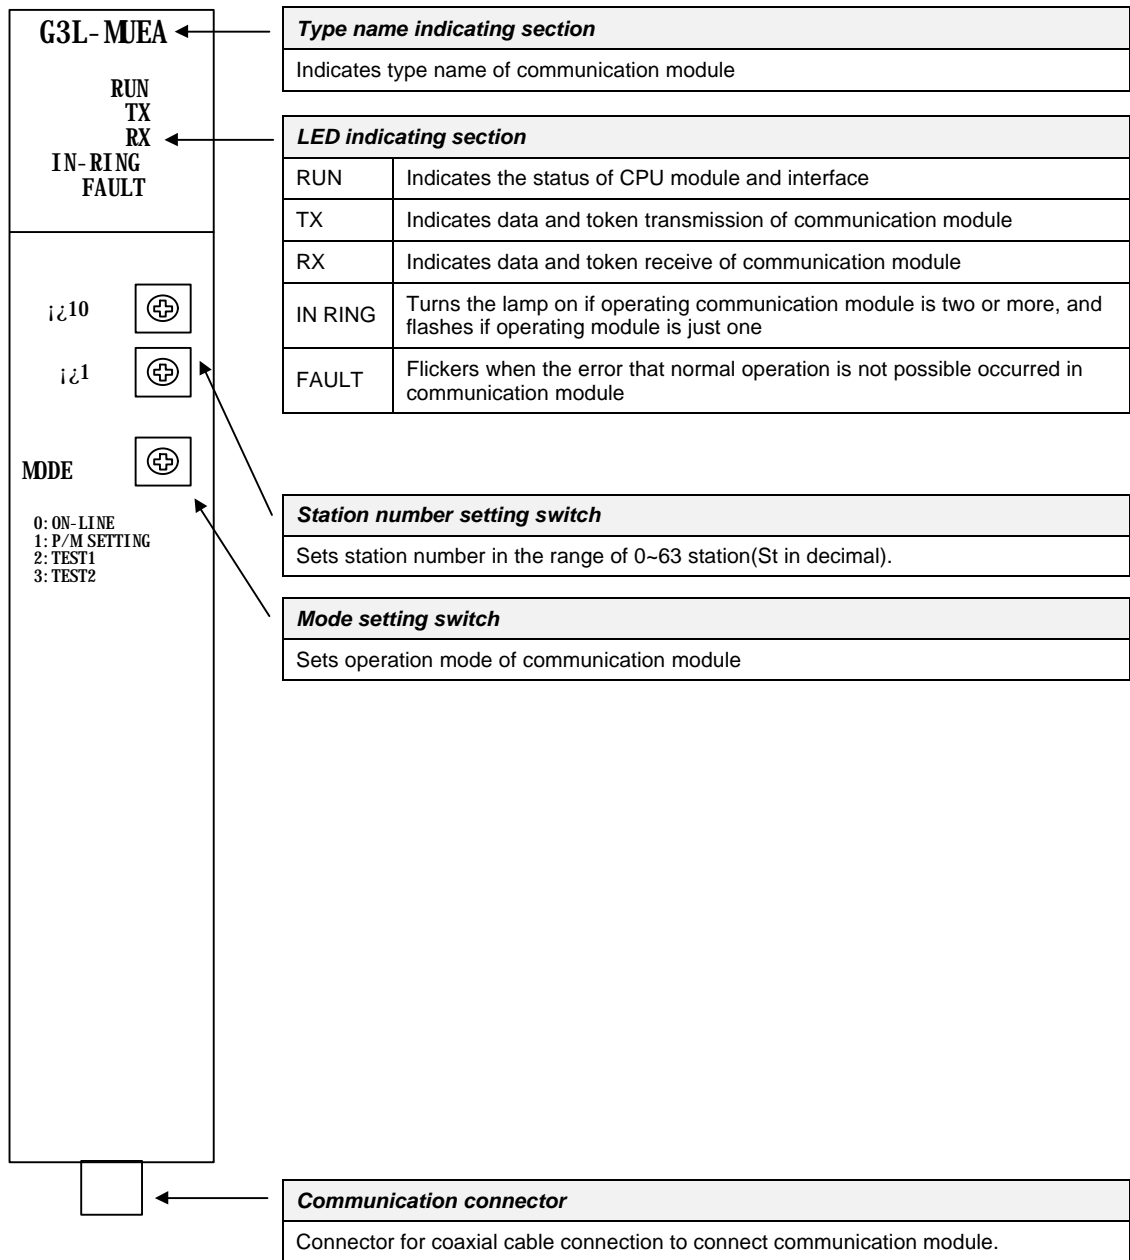 G3L-MUEA
RUN
TX
RX
IN-RING
FAULT
¡¿10
¡¿1
MODE
0:ON-LINE
1:P/M SETTING
2:TEST1
3:TEST2
Type name indicating section
Indicates type name of communication module
LED indicating section
RUN Indicates the status of CPU module and interface
TX Indicates data and token transmission of communication module
RX Indicates data and token receive of communication module
IN RING Turns the lamp on if operating communication module is two or more, and
flashes if operating module is just one
FAULT Flickers when the error that normal operation is not possible occurred in
communication module
Station number setting switch
Sets station number in the range of 0~63 station(St in decimal).
Mode setting switch
Sets operation mode of communication module
Communication connector
Connector for coaxial cable connection to connect communication module.